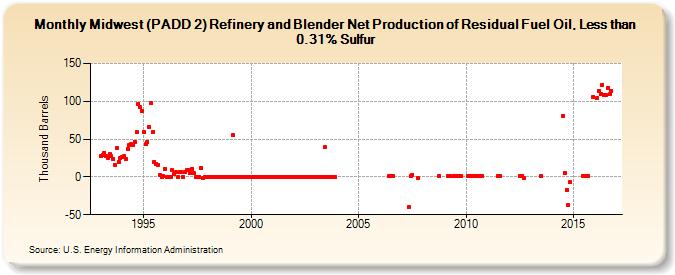 Monthly Midwest (PADD 2) Refinery and Blender Net Production of Residual Fuel Oil, Less than
0.31% Sulfur
Thousand Barrels
150
100
50
0
-50
1995
2000
2005
2010
2015
Source: U.S. Energy Information Administration